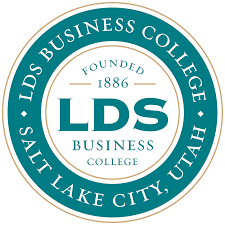 · LDS BUSINESS COLLEGE ·
SALT LAKE CITY, UTAH
FOUNDED
1886
LDS
BUSINESS
COLLEGE